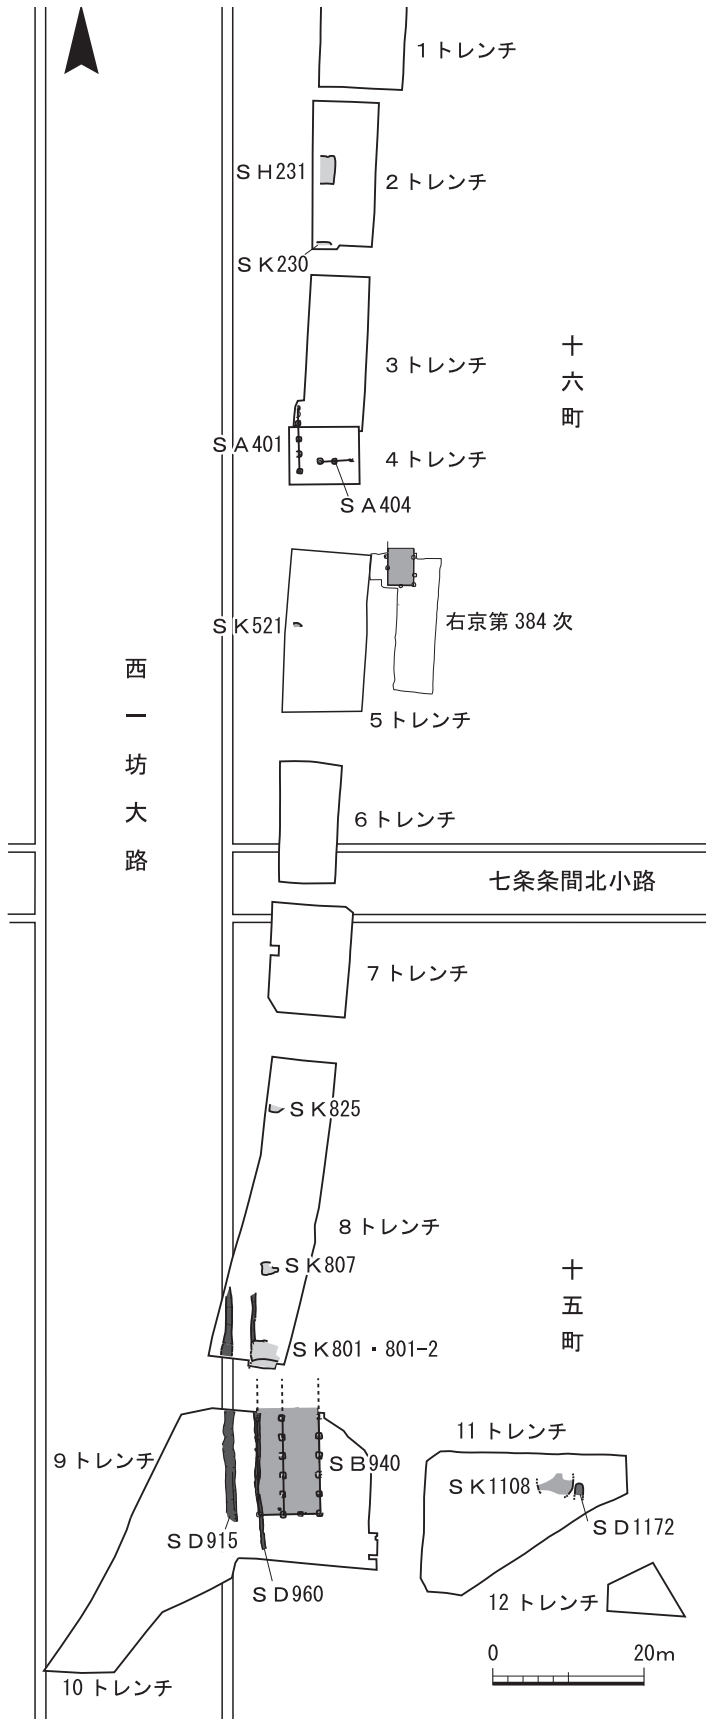 1トレンチ
SH231
2トレンチ
SK230
3トレンチ
十六町
SA401
4トレンチ
SA404
SK521
右京第384次
西一坊大路
5トレンチ
6トレンチ
七条条間北小路
7トレンチ
SK825
8トレンチ
SK807
十五町
SK801・801-2
11トレンチ
9トレンチ
SB940
SK1108
SD1172
SD915
SD960
12トレンチ
0 20m
10トレンチ